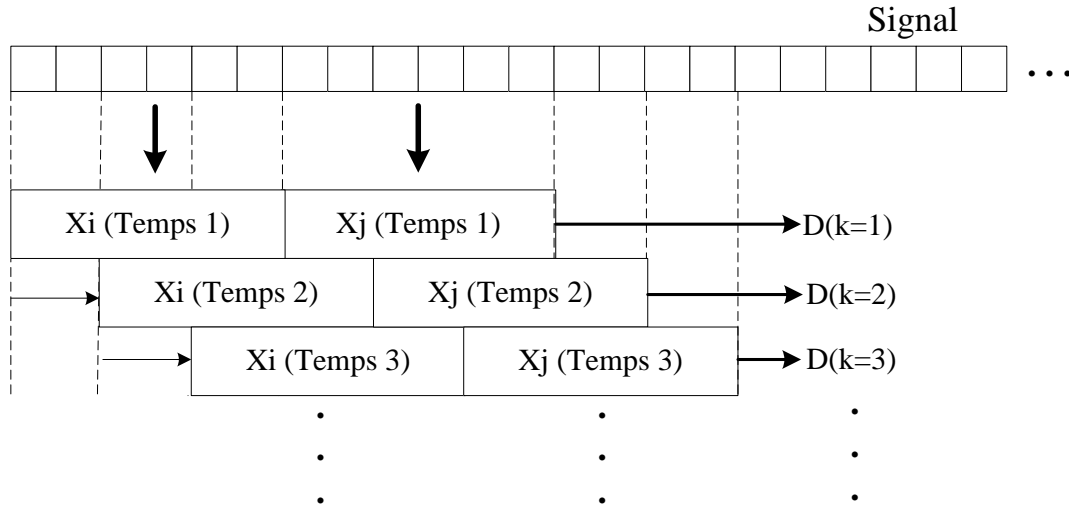 Signal
...
Xi (Temps 1) Xj (Temps 1) D(k=1)
Xi (Temps 2) Xj (Temps 2) D(k=2)
Xi (Temps 3) Xj (Temps 3) D(k=3)